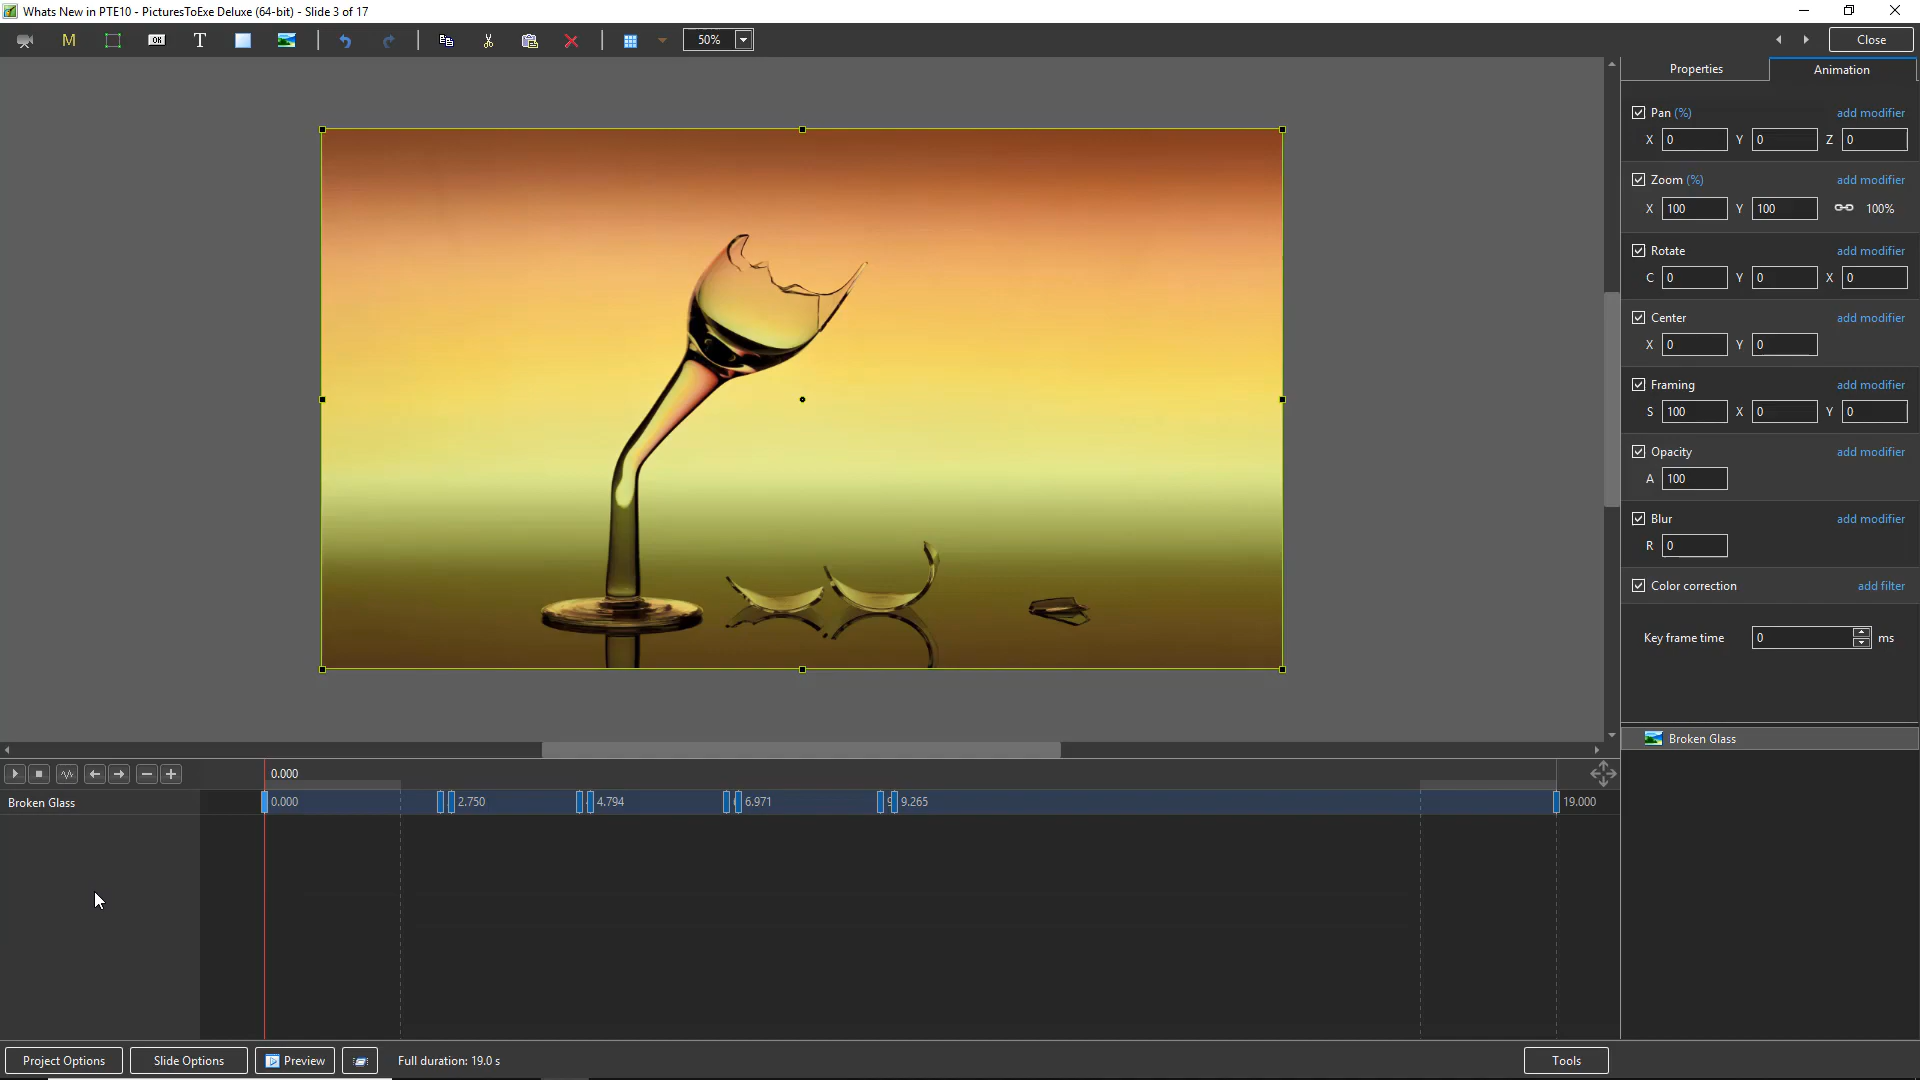 Whats New in PTE10 - PicturesToExe Deluxe (64-bit) - Slide 3 of 17
M OK T 50% Close
Properties Animation
Pan (%) add modifier
X 0 Y 0 Z 0
Zoom (%) add modifier
X 100 Y 100 100%
Rotate add modifier
C 0 Y 0 X 0
Center add modifier
X 0 Y 0
Framing add modifier
S 100 X 0 Y 0
Opacity add modifier
A 100
Blur add modifier
R 0
Color correction add filter
Key frame time 0 ms
Broken Glass
0.000
Broken Glass 0.000 2.750 4.794 6.971 9.265 19.000
Project Options Slide Options Preview Full duration: 19.0 s Tools